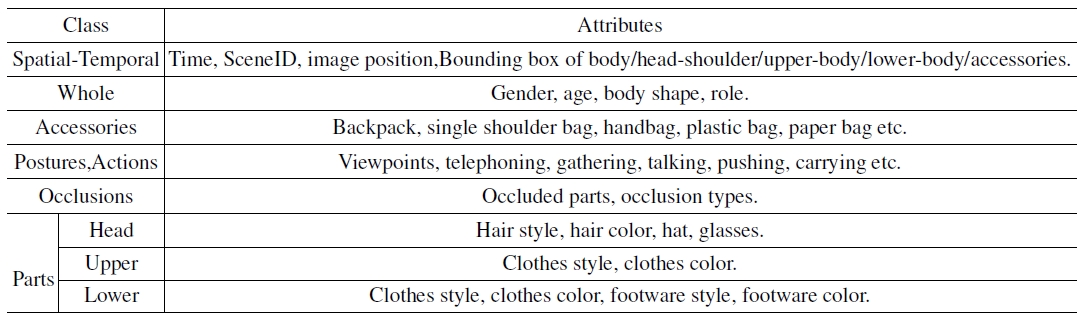 Class Attributes
Spatial-Temporal Time, SceneID, image position,Bounding box of body/head-shoulder/upper-body/lower-body/accessories.
Whole Gender, age, body shape, role.
Accessories Backpack, single shoulder bag, handbag, plastic bag, paper bag etc.
Postures,Actions Viewpoints, telephoning, gathering, talking, pushing, carrying etc.
Occlusions Occluded parts, occlusion types.
Parts
Head Hair style, hair color, hat, glasses.
Upper Clothes style, clothes color.
Lower Clothes style, clothes color, footware style, footware color.